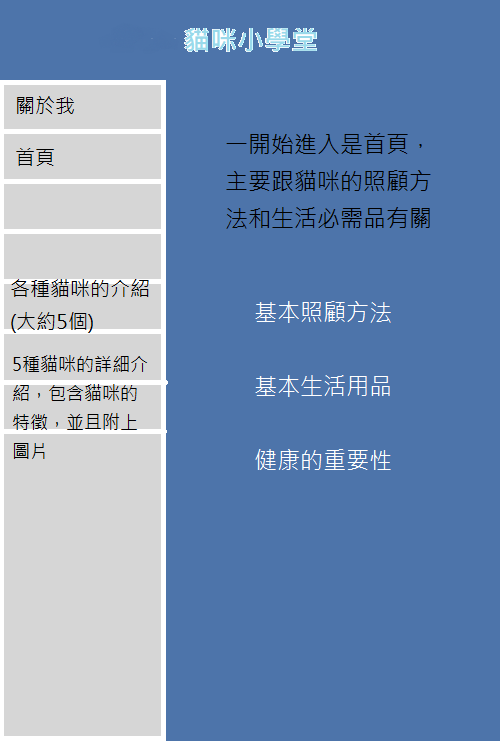 貓咪小學堂
關於我
首頁
各種貓咪的介紹
(大約5個)
5種貓咪的詳細介
紹，包含貓咪的
特徵，並且附上
圖片
一開始進入是首頁，
主要跟貓咪的照顧方
法和生活必需品有關
基本照顧方法
基本生活用品
健康的重要性